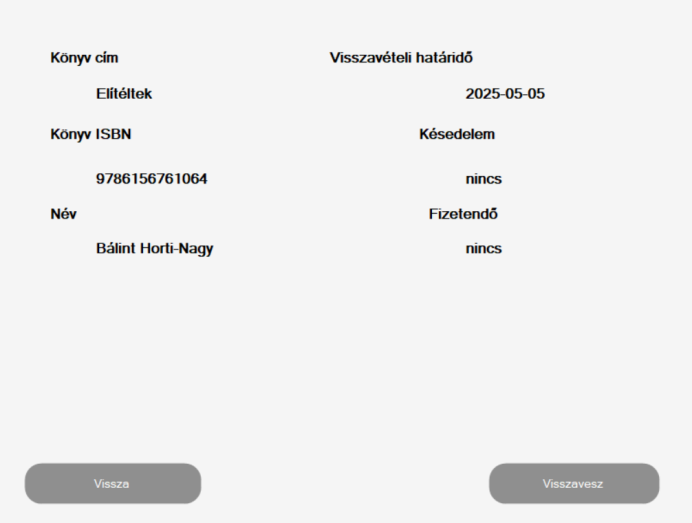 Könyv cím
Visszavételi határidő
Elítéltek
2025-05-05
Könyv ISBN
Késedelem
9786156761064
nincs
Név
Fizetendő
Bálint Horti-Nagy
nincs
Vissza
Visszavesz